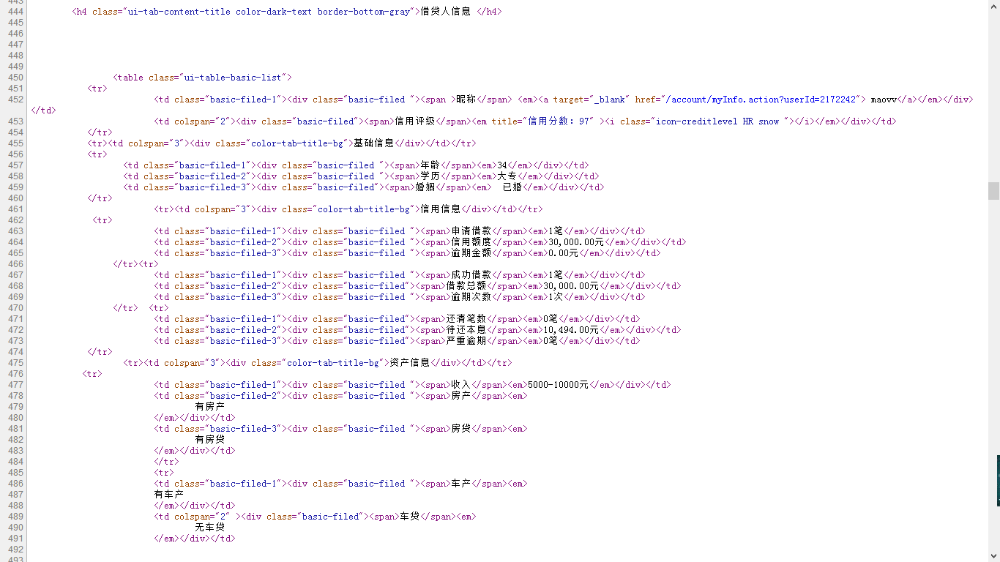 443
444 <h4 class="ui-tab-content-title color-dark-text border-bottom-gray">借贷人信息 </h4>
445
446
447
448
449
450 <table class="ui-table-basic-list">
451 <tr>
452 <td class="basic-filed-1"><div class="basic-filed "><span >昵称</span> <em><a target="_blank" href="/account/myInfo.action?userId=2172242"> maovv</a></em></div>
</td>
453 <td colspan="2"><div class="basic-filed"><span>信用评级</span><em title="信用分数：97" ><i class="icon-creditlevel HR snow "></i></em></div></td>
454 </tr>
455 <tr><td colspan="3"><div class="color-tab-title-bg">基础信息</div></td></tr>
456 <tr>
457 <td class="basic-filed-1"><div class="basic-filed "><span>年龄</span><em>34</em></div></td>
458 <td class="basic-filed-2"><div class="basic-filed "><span>学历</span><em>大专</em></div></td>
459 <td class="basic-filed-3"><div class="basic-filed"><span>婚姻</span><em> 已婚</em></div></td>
460 </tr>
461 <tr><td colspan="3"><div class="color-tab-title-bg">信用信息</div></td></tr>
462 <tr>
463 <td class="basic-filed-1"><div class="basic-filed "><span>申请借款</span><em>1笔</em></div></td>
464 <td class="basic-filed-2"><div class="basic-filed "><span>信用额度</span><em>30,000.00元</em></div></td>
465 <td class="basic-filed-3"><div class="basic-filed "><span>逾期金额</span><em>0.00元</em></div></td>
466 </tr><tr>
467 <td class="basic-filed-1"><div class="basic-filed "><span>成功借款</span><em>1笔</em></div></td>
468 <td class="basic-filed-2"><div class="basic-filed"><span>借款总额</span><em>30,000.00元</em></div></td>
469 <td class="basic-filed-3"><div class="basic-filed "><span>逾期次数</span><em>1次</em></div></td>
470 </tr> <tr>
471 <td class="basic-filed-1"><div class="basic-filed"><span>还清笔数</span><em>0笔</em></div></td>
472 <td class="basic-filed-2"><div class="basic-filed"><span>待还本息</span><em>10,494.00元</em></div></td>
473 <td class="basic-filed-3"><div class="basic-filed"><span>严重逾期</span><em>0笔</em></div></td>
474 </tr>
475 <tr><td colspan="3"><div class="color-tab-title-bg">资产信息</div></td></tr>
476 <tr>
477 <td class="basic-filed-1"><div class="basic-filed "><span>收入</span><em>5000-10000元</em></div></td>
478 <td class="basic-filed-2"><div class="basic-filed "><span>房产</span><em>
479 有房产
480 </em></div></td>
481 <td class="basic-filed-3"><div class="basic-filed "><span>房贷</span><em>
482 有房贷
483 </em></div></td>
484 </tr>
485 <tr>
486 <td class="basic-filed-1"><div class="basic-filed "><span>车产</span><em>
487 有车产
488 </em></div></td>
489 <td colspan="2" ><div class="basic-filed"><span>车贷</span><em>
490 无车贷
491 </em></div></td>
492
493